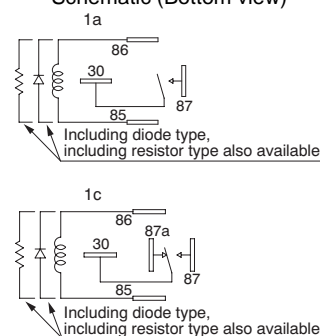 Schematic (Bottom view)
1a
86
30
85
87
Including diode type,
including resistor type also available
1c
86
87a
30
85
87
Including diode type,
including resistor type also available